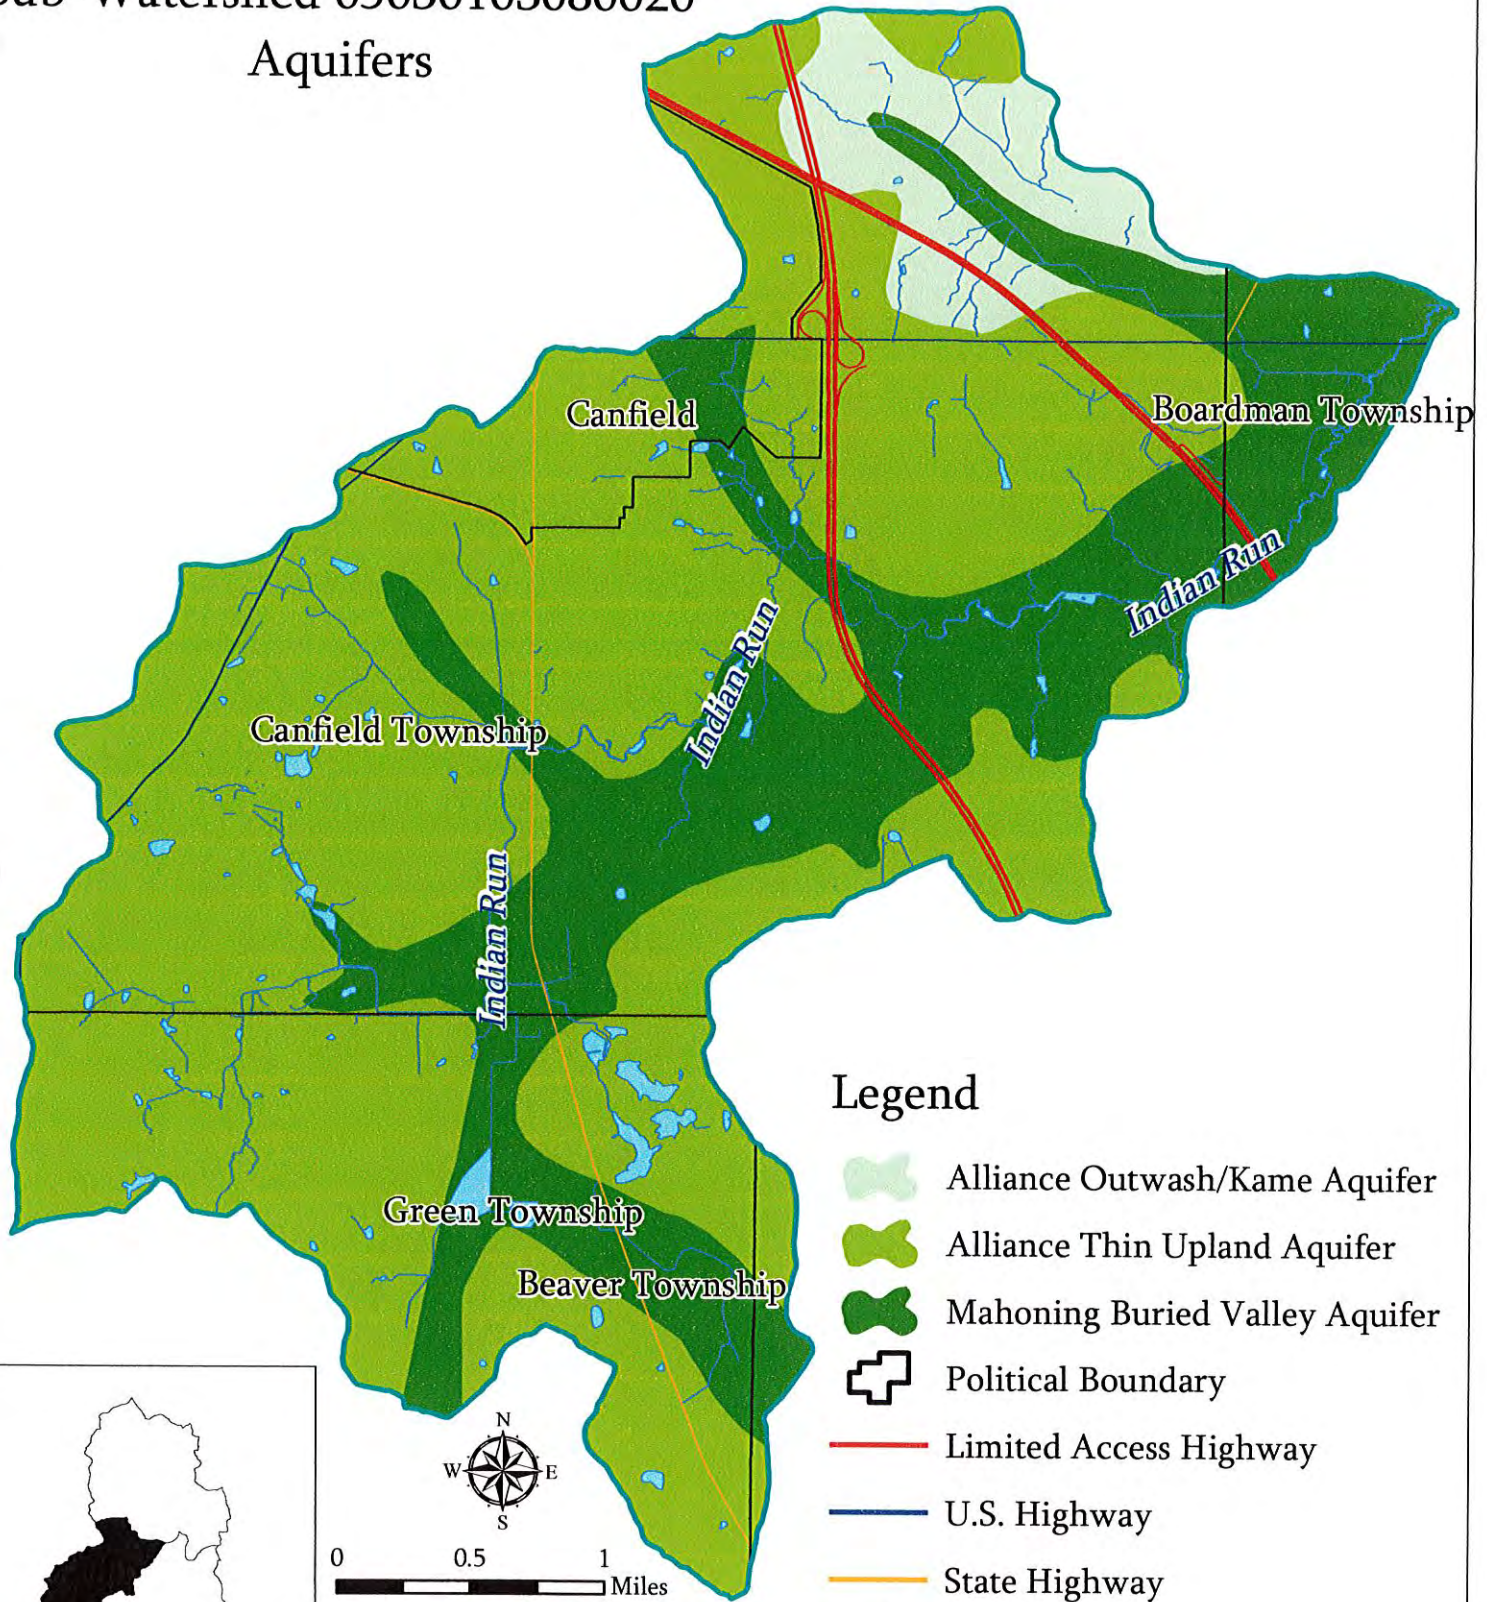 Aquifers
Canfield
Boardman Township
Indian Run
Indian Run
Canfield Township
Indian Run
Green Township
Beaver Township
Legend
Alliance Outwash/Kame Aquifer
Alliance Thin Upland Aquifer
Mahoning Buried Valley Aquifer
Political Boundary
Limited Access Highway
U.S. Highway
State Highway
N
W E
S
0 0.5 1
Miles